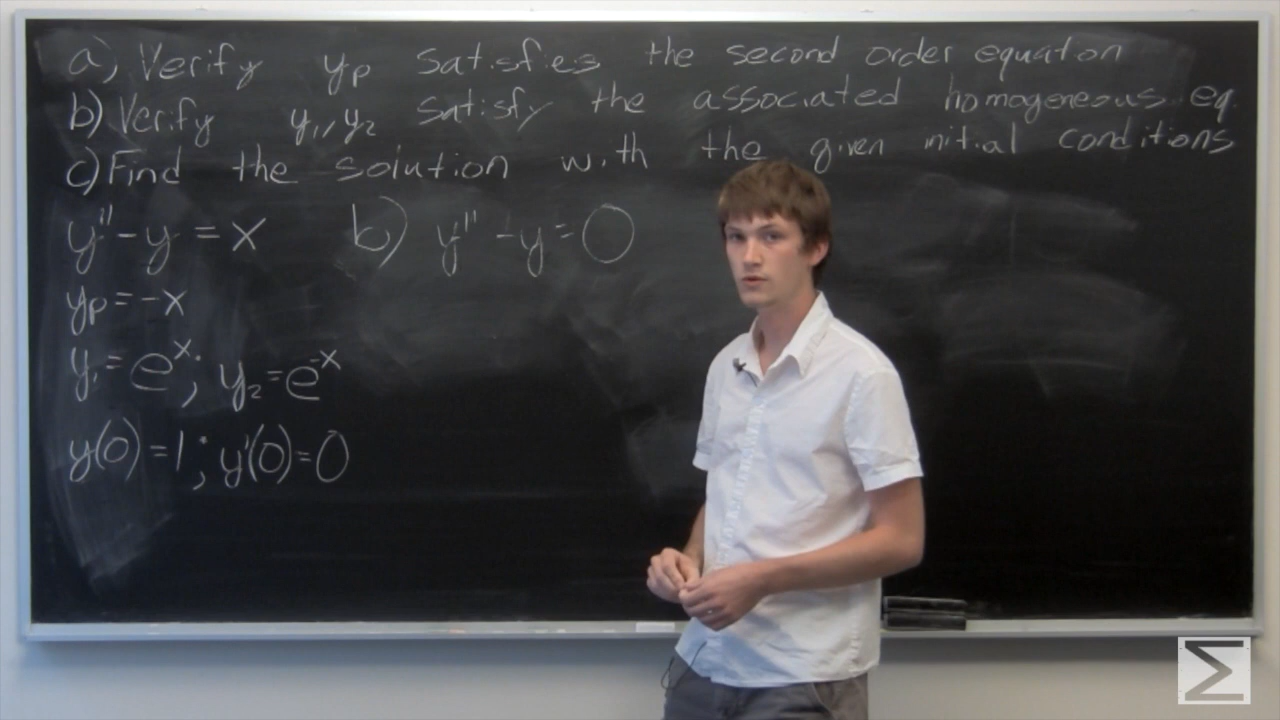 a) Verify yp satisfies the second order equation
b) Verify y₁, y₂ satisfy the associated homogeneous eq.
c) Find the solution with the given initial conditions
y'' - y = x
b) y'' - y = 0
yp = -x
y₁ = eˣ; y₂ = e⁻ˣ
y(0) = 1; y'(0) = 0
Σ